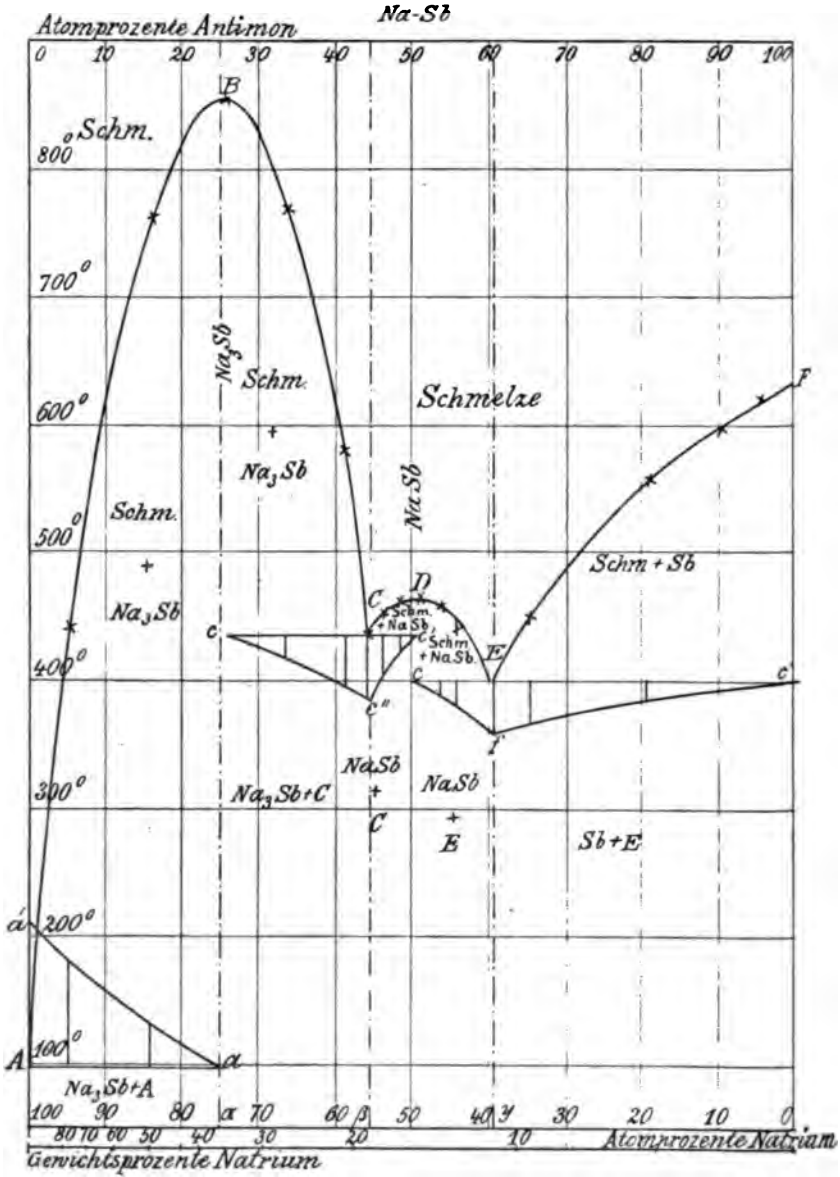 Na-Sb
Atomprozente Antimon
0 10 20 30 40 50 60 70 80 90 100
B
Schm.
800°
700°
Na₃Sb
Schm.
+
Na₃Sb
Schmelze
F
600°
NaSb
Schm.
+
Na₃Sb
500°
Schm + Sb
C D
Schm.
+ NaSb
Schm
+ NaSb.
E
c c'
400°
c c'
c''
NaSb
+
C
NaSb
+
E
Na₃Sb+C
300°
Sb+E
a'
200°
A
100°
a
Na₃Sb+A
100 90 80 α 70 60 β 50 40 γ 30 20 10 0
80 70 60 50 40 30 20 10
Atomprozente Natrium
Gewichtsprozente Natrium